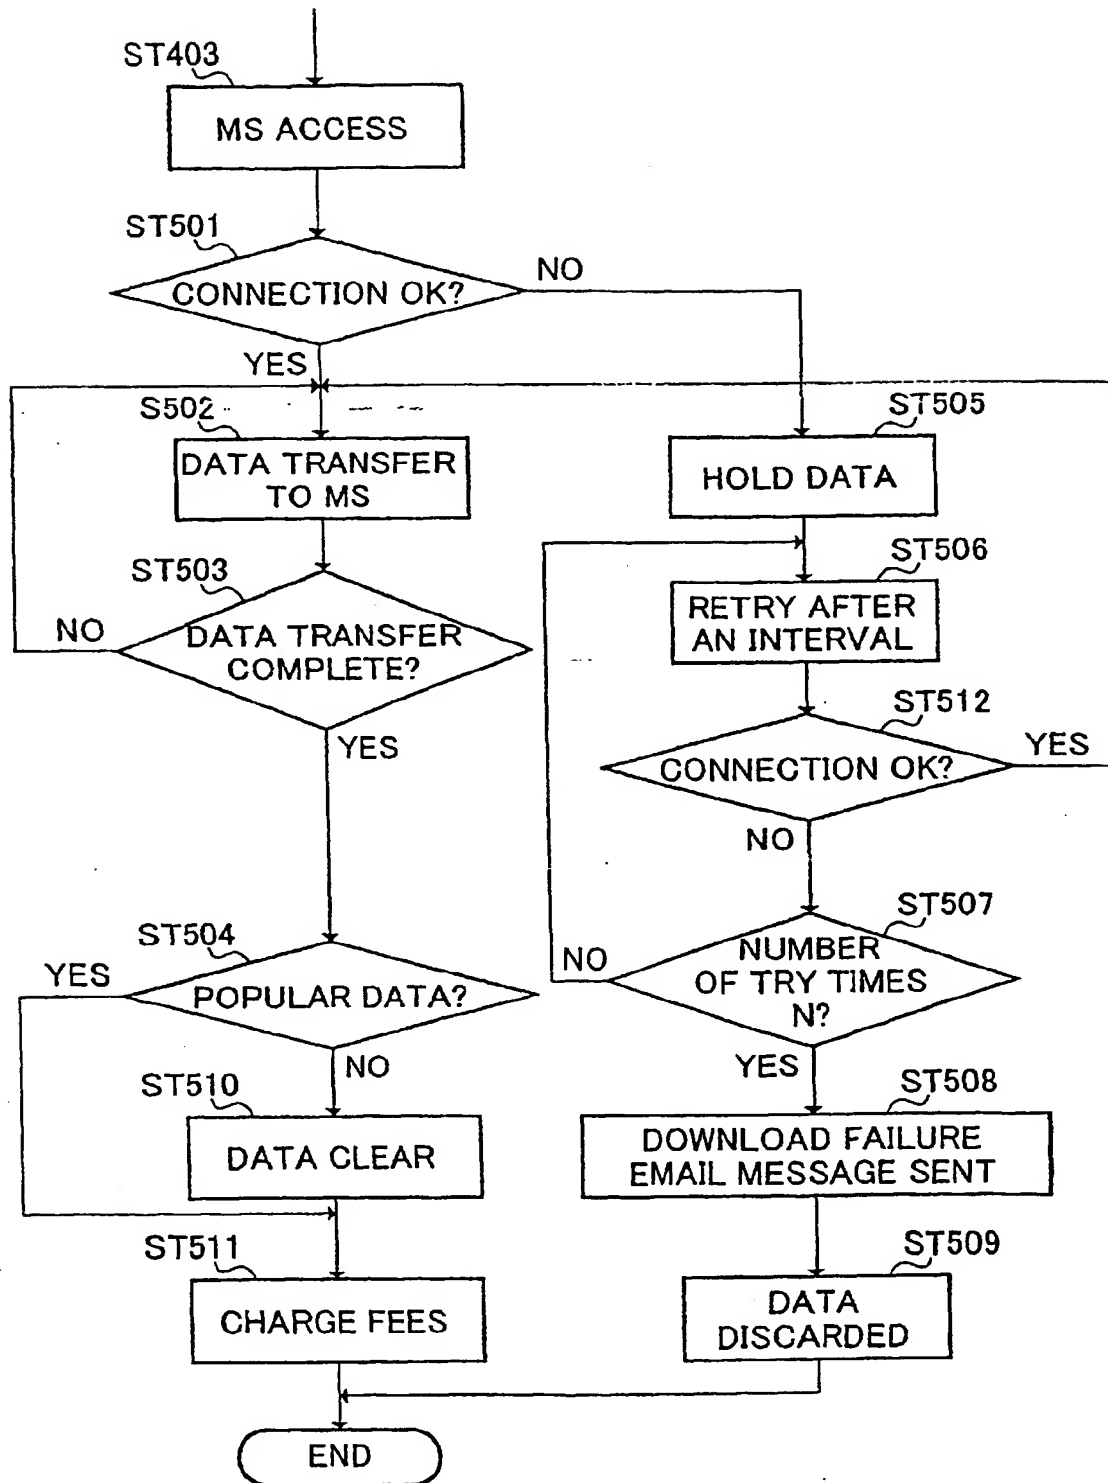 ST403
MS ACCESS
ST501
CONNECTION OK?
NO
YES
S502
DATA TRANSFER
TO MS
ST503
DATA TRANSFER
COMPLETE?
NO
YES
ST504
POPULAR DATA?
YES
NO
ST510
DATA CLEAR
ST511
CHARGE FEES
END
ST505
HOLD DATA
ST506
RETRY AFTER
AN INTERVAL
ST512
CONNECTION OK?
YES
NO
ST507
NUMBER
OF TRY TIMES
N?
NO
YES
ST508
DOWNLOAD FAILURE
EMAIL MESSAGE SENT
ST509
DATA
DISCARDED